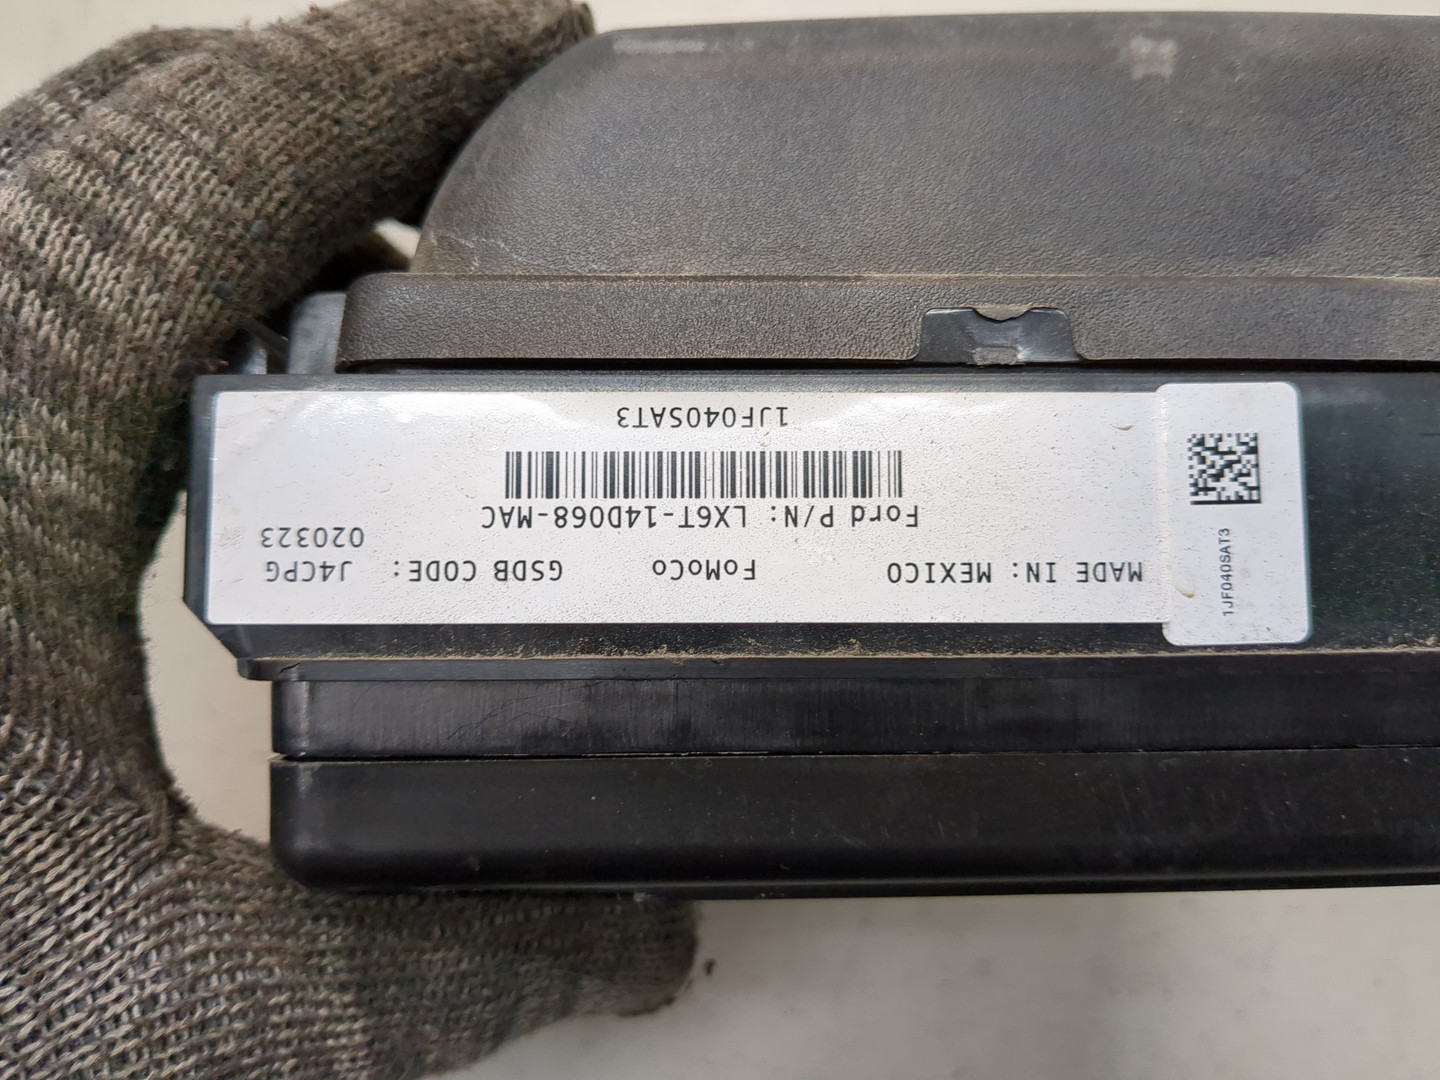 MADE IN: MEXICO FoMoCo GSDB CODE: J4CPG
020323
Ford P/N: LX6T-14D068-MAC
1JF040SAT3
1JF040SAT3